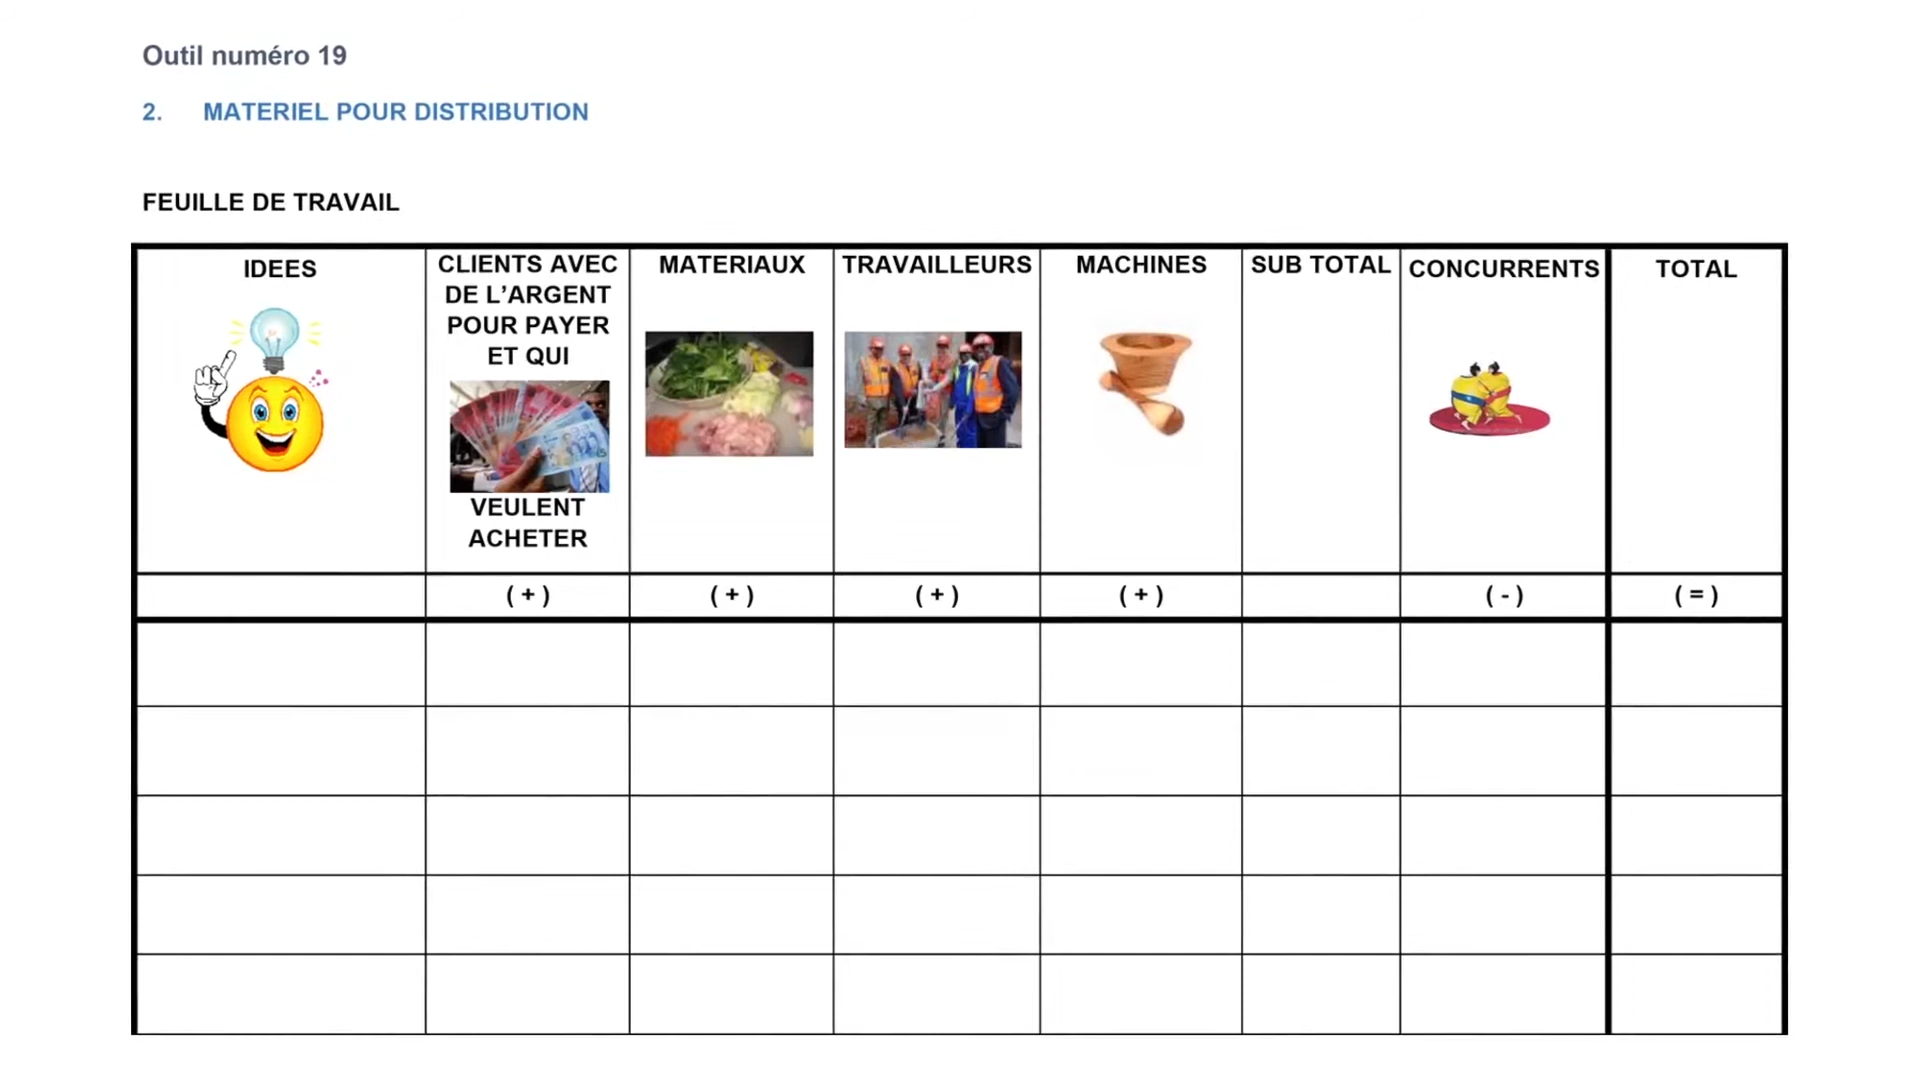 Outil numéro 19
2. MATERIEL POUR DISTRIBUTION
FEUILLE DE TRAVAIL
IDEES
CLIENTS AVEC
DE L’ARGENT
POUR PAYER
ET QUI
VEULENT
ACHETER
MATERIAUX
TRAVAILLEURS
MACHINES
SUB TOTAL
CONCURRENTS
TOTAL
( + )
( + )
( + )
( + )
( - )
( = )